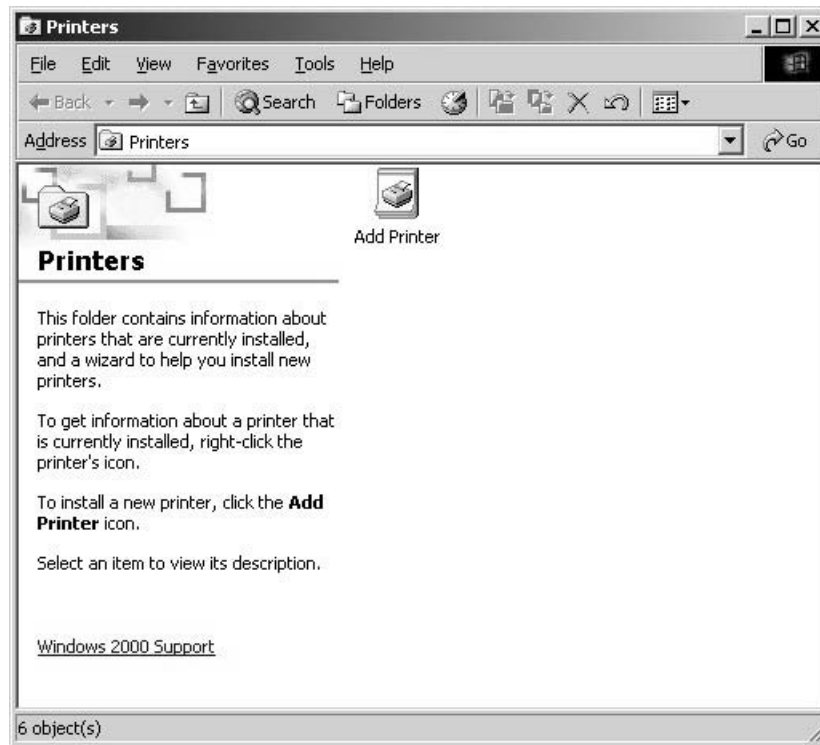 Printers
File Edit View Favorites Tools Help
Back Search Folders
Address Printers Go
Add Printer
Printers
This folder contains information about
printers that are currently installed,
and a wizard to help you install new
printers.
To get information about a printer that
is currently installed, right-click the
printer's icon.
To install a new printer, click the Add
Printer icon.
Select an item to view its description.
Windows 2000 Support
6 object(s)